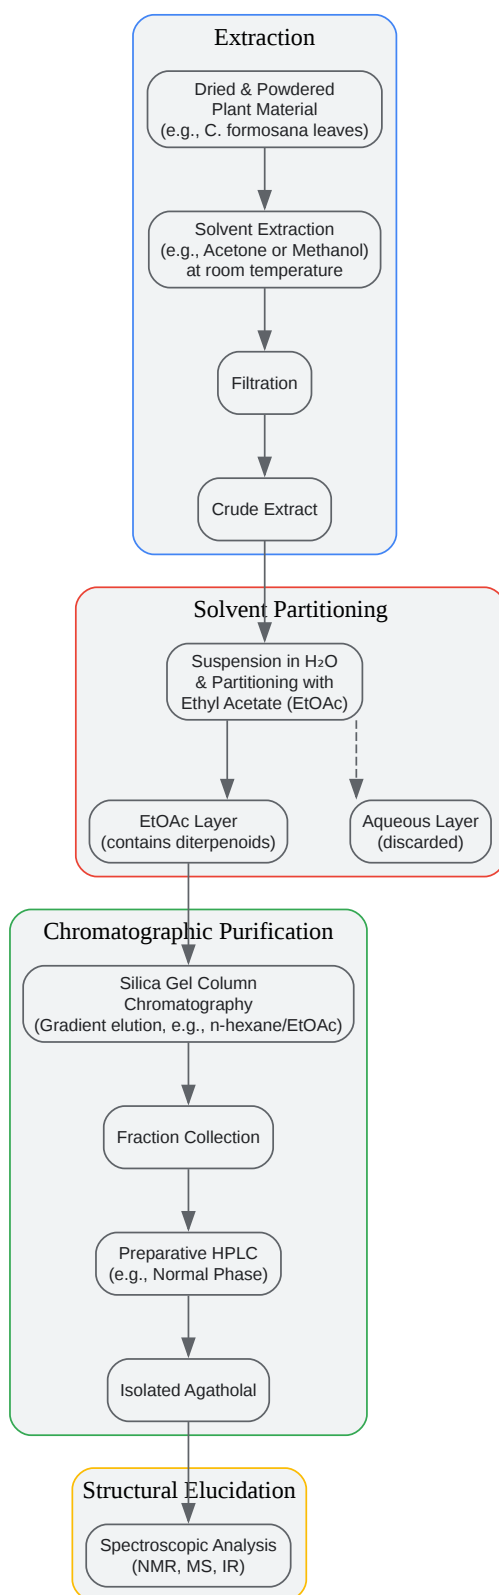 Extraction
Dried & Powdered
Plant Material
(e.g., C. formosana leaves)
Solvent Extraction
(e.g., Acetone or Methanol)
at room temperature
Filtration
Crude Extract
Solvent Partitioning
Suspension in H₂O
& Partitioning with
Ethyl Acetate (EtOAc)
EtOAc Layer
(contains diterpenoids)
Aqueous Layer
(discarded)
Chromatographic Purification
Silica Gel Column
Chromatography
(Gradient elution, e.g., n-hexane/EtOAc)
Fraction Collection
Preparative HPLC
(e.g., Normal Phase)
Isolated Agatholal
Structural Elucidation
Spectroscopic Analysis
(NMR, MS, IR)